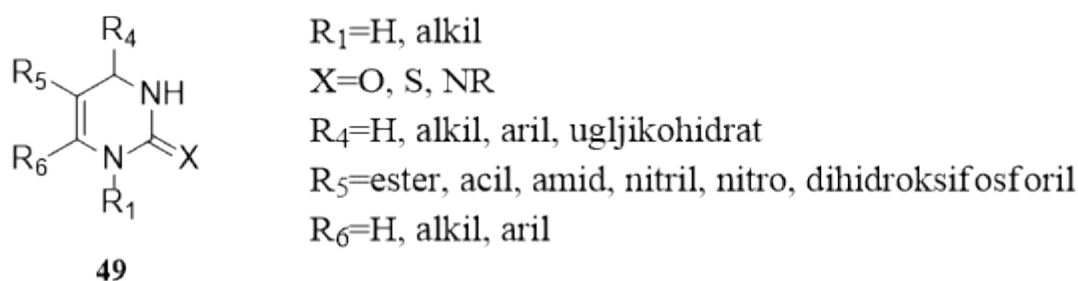 R4
R5
NH
R6
N
X
R1
49
R1=H, alkil
X=O, S, NR
R4=H, alkil, aril, ugljikohidrat
R5=ester, acil, amid, nitril, nitro, dihidroksifosforil
R6=H, alkil, aril